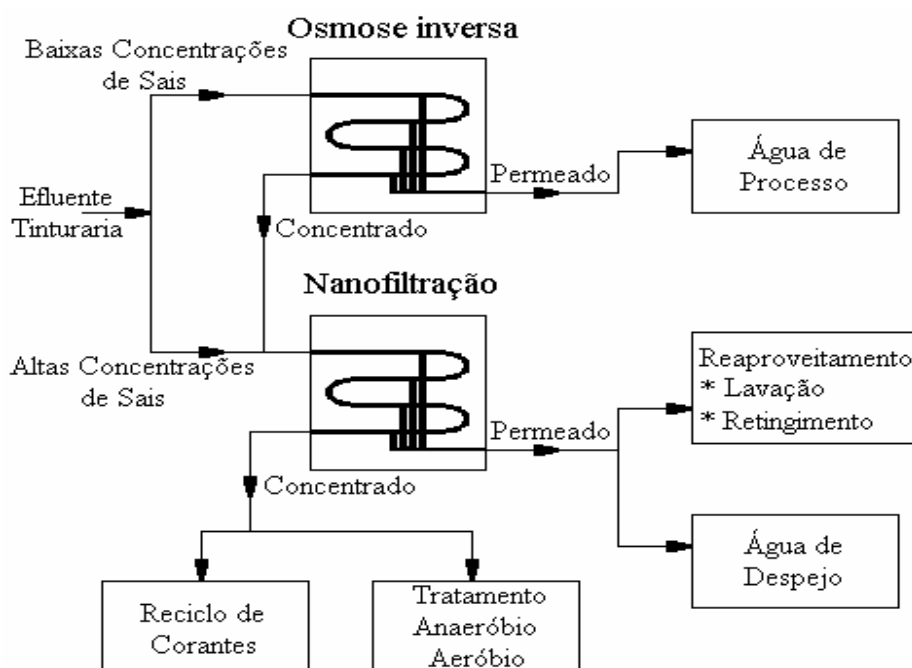 Osmose inversa
Baixas Concentrações
de Sais
Permeado
Água de
Processo
Efluente
Tinturaria
Concentrado
Nanofiltração
Altas Concentrações
de Sais
Reaproveitamento
* Lavação
* Retingimento
Permeado
Concentrado
Água de
Despejo
Reciclo de
Corantes
Tratamento
Anaeróbio
Aeróbio